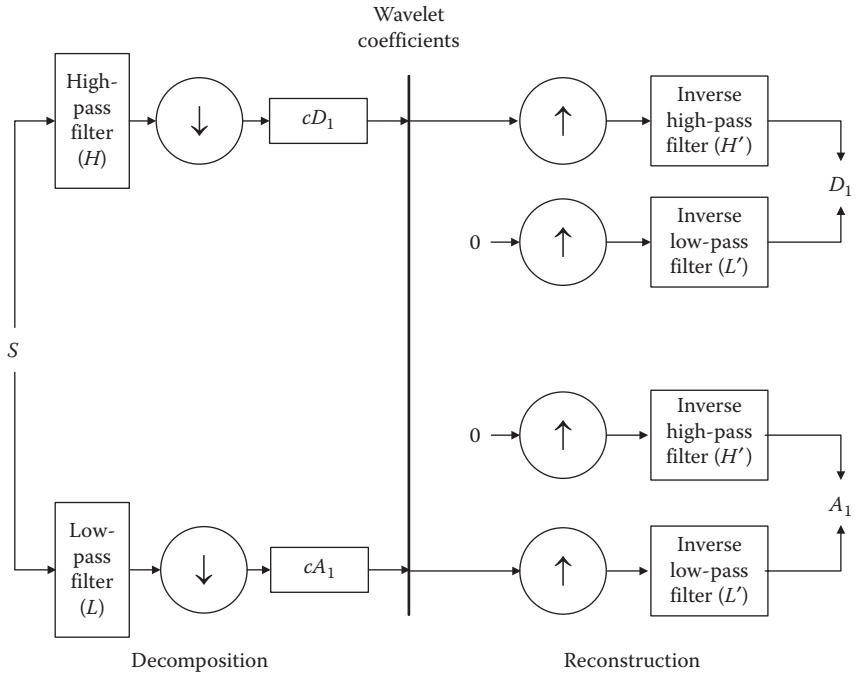 Wavelet
coefficients
High-
pass
filter
(H)
↓
cD₁
↑
Inverse
high-pass
filter (H′)
D₁
0
↑
Inverse
low-pass
filter (L′)
S
0
↑
Inverse
high-pass
filter (H′)
A₁
Low-
pass
filter
(L)
↓
cA₁
↑
Inverse
low-pass
filter (L′)
Decomposition
Reconstruction